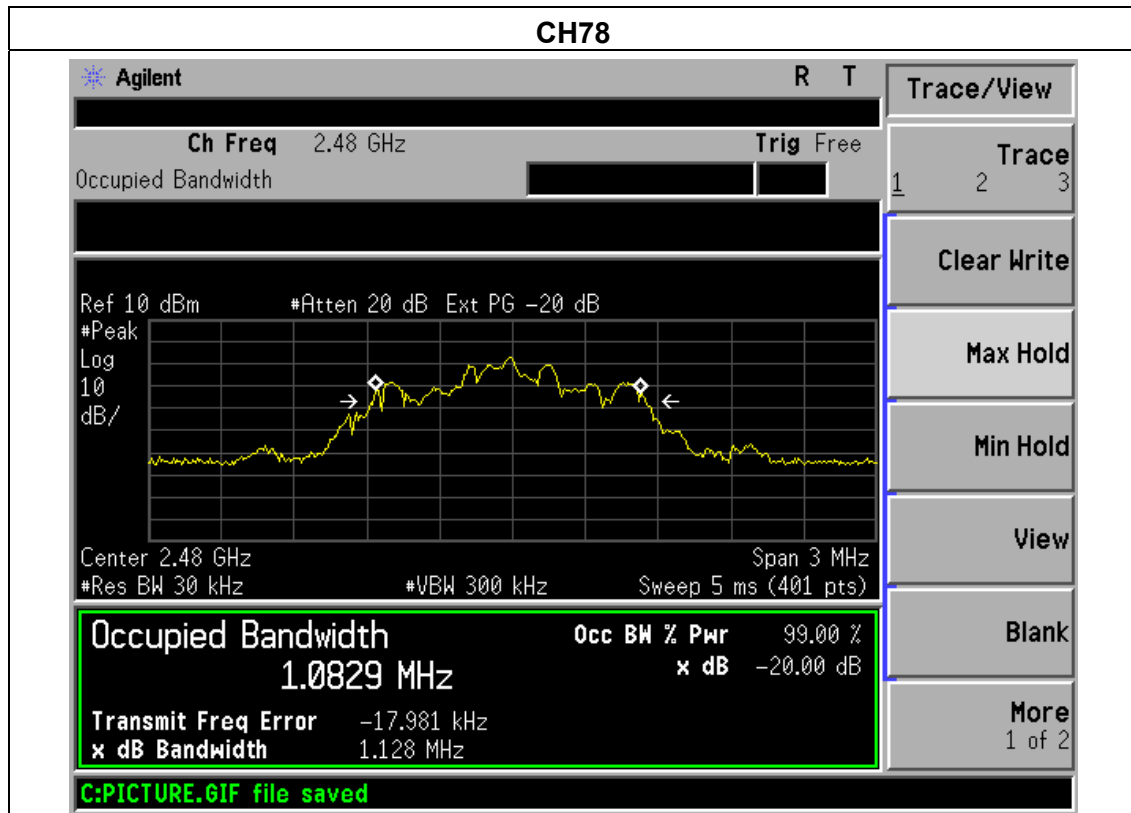 CH78
Agilent R T
Trace/View
Ch Freq 2.48 GHz Trig Free
Occupied Bandwidth
Trace
1 2 3
Clear Write
Ref 10 dBm #Atten 20 dB Ext PG −20 dB
#Peak
Log
10
dB/
Max Hold
Min Hold
View
Center 2.48 GHz Span 3 MHz
#Res BW 30 kHz #VBW 300 kHz Sweep 5 ms (401 pts)
Occupied Bandwidth Occ BW % Pwr 99.00 %
1.0829 MHz x dB −20.00 dB
Blank
Transmit Freq Error −17.981 kHz
x dB Bandwidth 1.128 MHz
More
1 of 2
C:PICTURE.GIF file saved